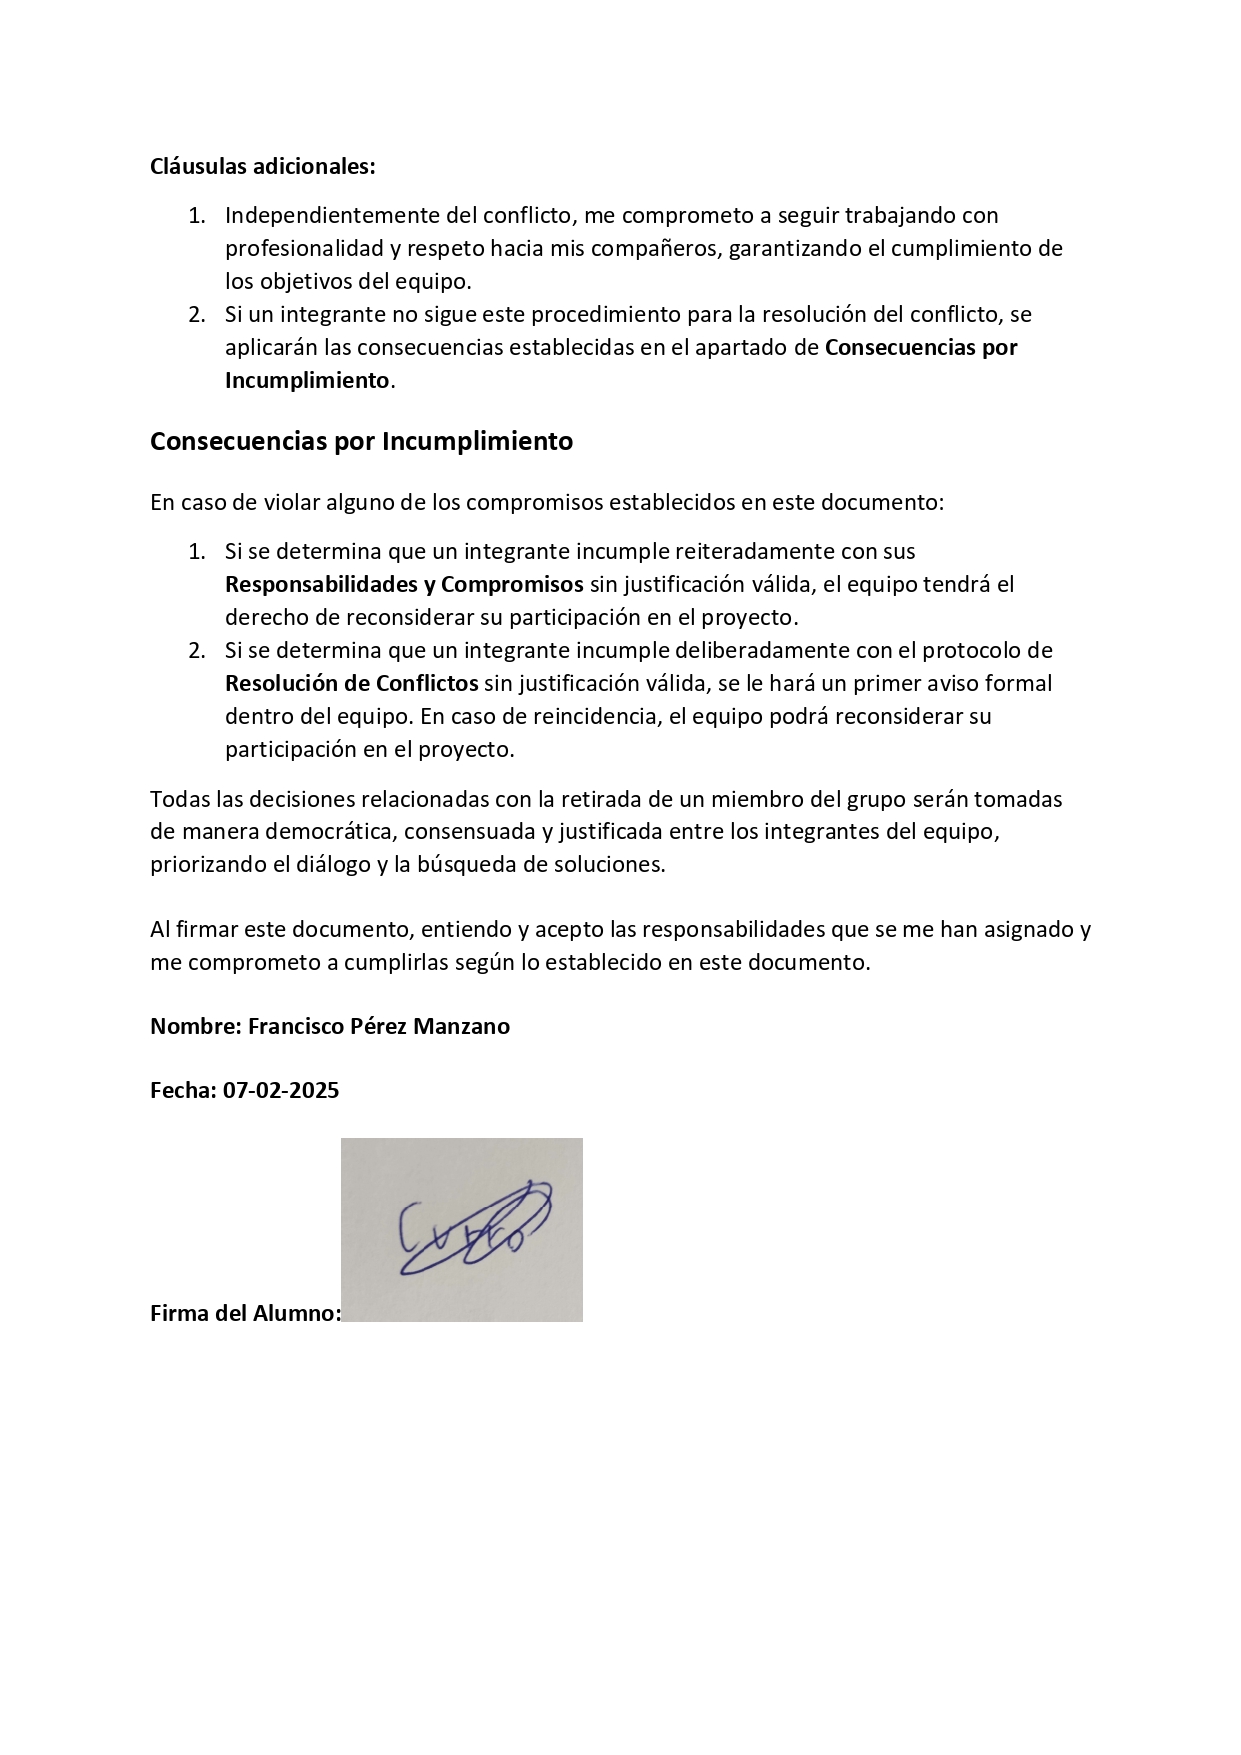 Cláusulas adicionales:
1. Independientemente del conflicto, me comprometo a seguir trabajando con
profesionalidad y respeto hacia mis compañeros, garantizando el cumplimiento de
los objetivos del equipo.
2. Si un integrante no sigue este procedimiento para la resolución del conflicto, se
aplicarán las consecuencias establecidas en el apartado de Consecuencias por
Incumplimiento.
Consecuencias por Incumplimiento
En caso de violar alguno de los compromisos establecidos en este documento:
1. Si se determina que un integrante incumple reiteradamente con sus
Responsabilidades y Compromisos sin justificación válida, el equipo tendrá el
derecho de reconsiderar su participación en el proyecto.
2. Si se determina que un integrante incumple deliberadamente con el protocolo de
Resolución de Conflictos sin justificación válida, se le hará un primer aviso formal
dentro del equipo. En caso de reincidencia, el equipo podrá reconsiderar su
participación en el proyecto.
Todas las decisiones relacionadas con la retirada de un miembro del grupo serán tomadas
de manera democrática, consensuada y justificada entre los integrantes del equipo,
priorizando el diálogo y la búsqueda de soluciones.
Al firmar este documento, entiendo y acepto las responsabilidades que se me han asignado y
me comprometo a cumplirlas según lo establecido en este documento.
Nombre: Francisco Pérez Manzano
Fecha: 07-02-2025
Curro
Firma del Alumno: